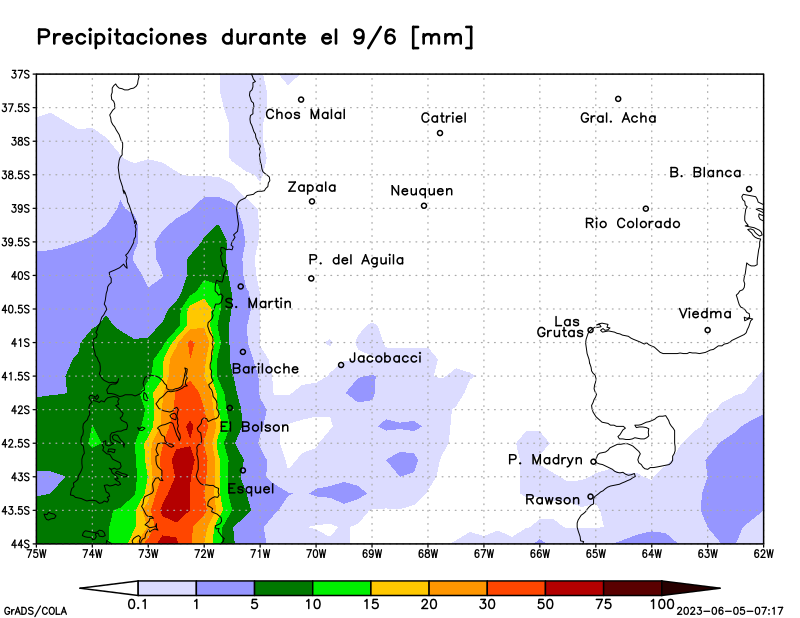 Precipitaciones durante el 9/6 [mm]
37S
37.5S
38S
38.5S
39S
39.5S
40S
40.5S
41S
41.5S
42S
42.5S
43S
43.5S
44S
Chos Malal
Catriel
Gral. Acha
B. Blanca
Zapala
Neuquen
Rio Colorado
P. del Aguila
S. Martin
Viedma
Las
Grutas
Jacobacci
Bariloche
El Bolson
P. Madryn
Esquel
Rawson
75W 74W 73W 72W 71W 70W 69W 68W 67W 66W 65W 64W 63W 62W
0.1 1 5 10 15 20 30 50 75 100
GrADS/COLA
2023-06-05-07:17